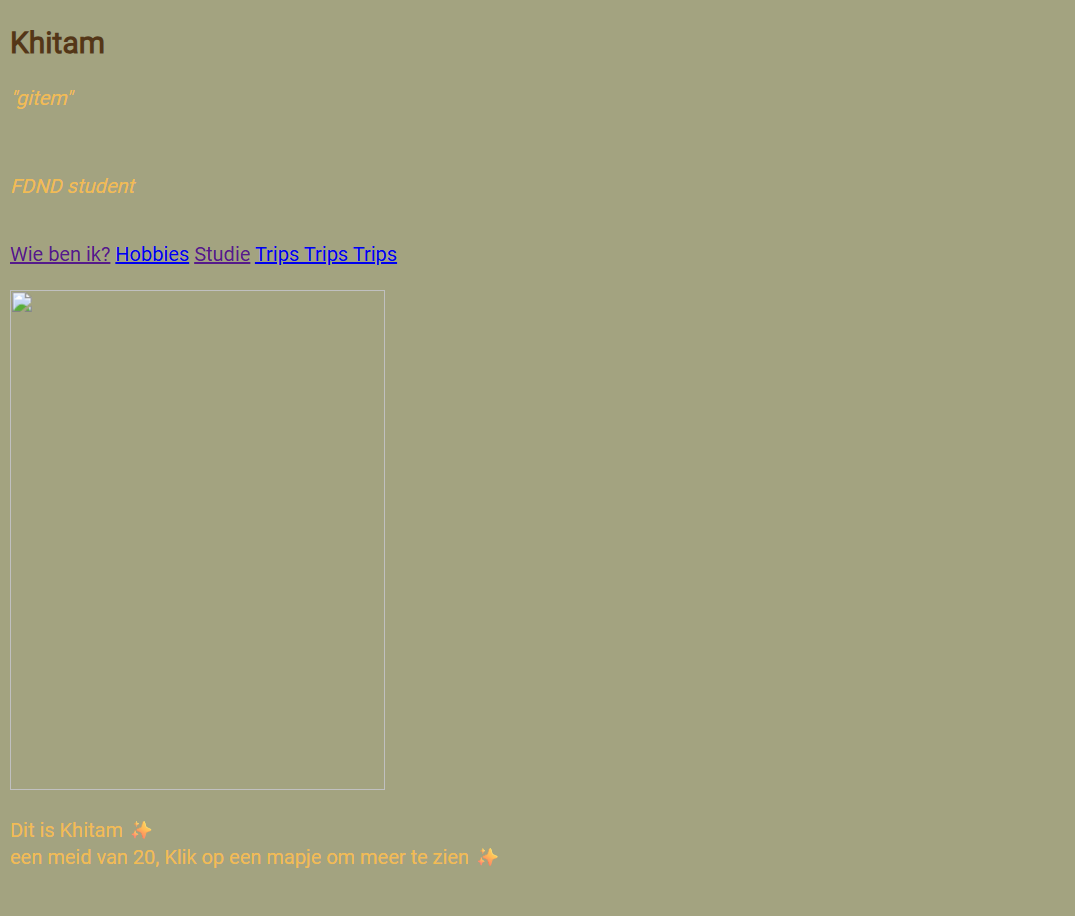 Khitam
"gitem"
FDND student
Wie ben ik? Hobbies Studie Trips Trips Trips
Dit is Khitam ✨
een meid van 20, Klik op een mapje om meer te zien ✨